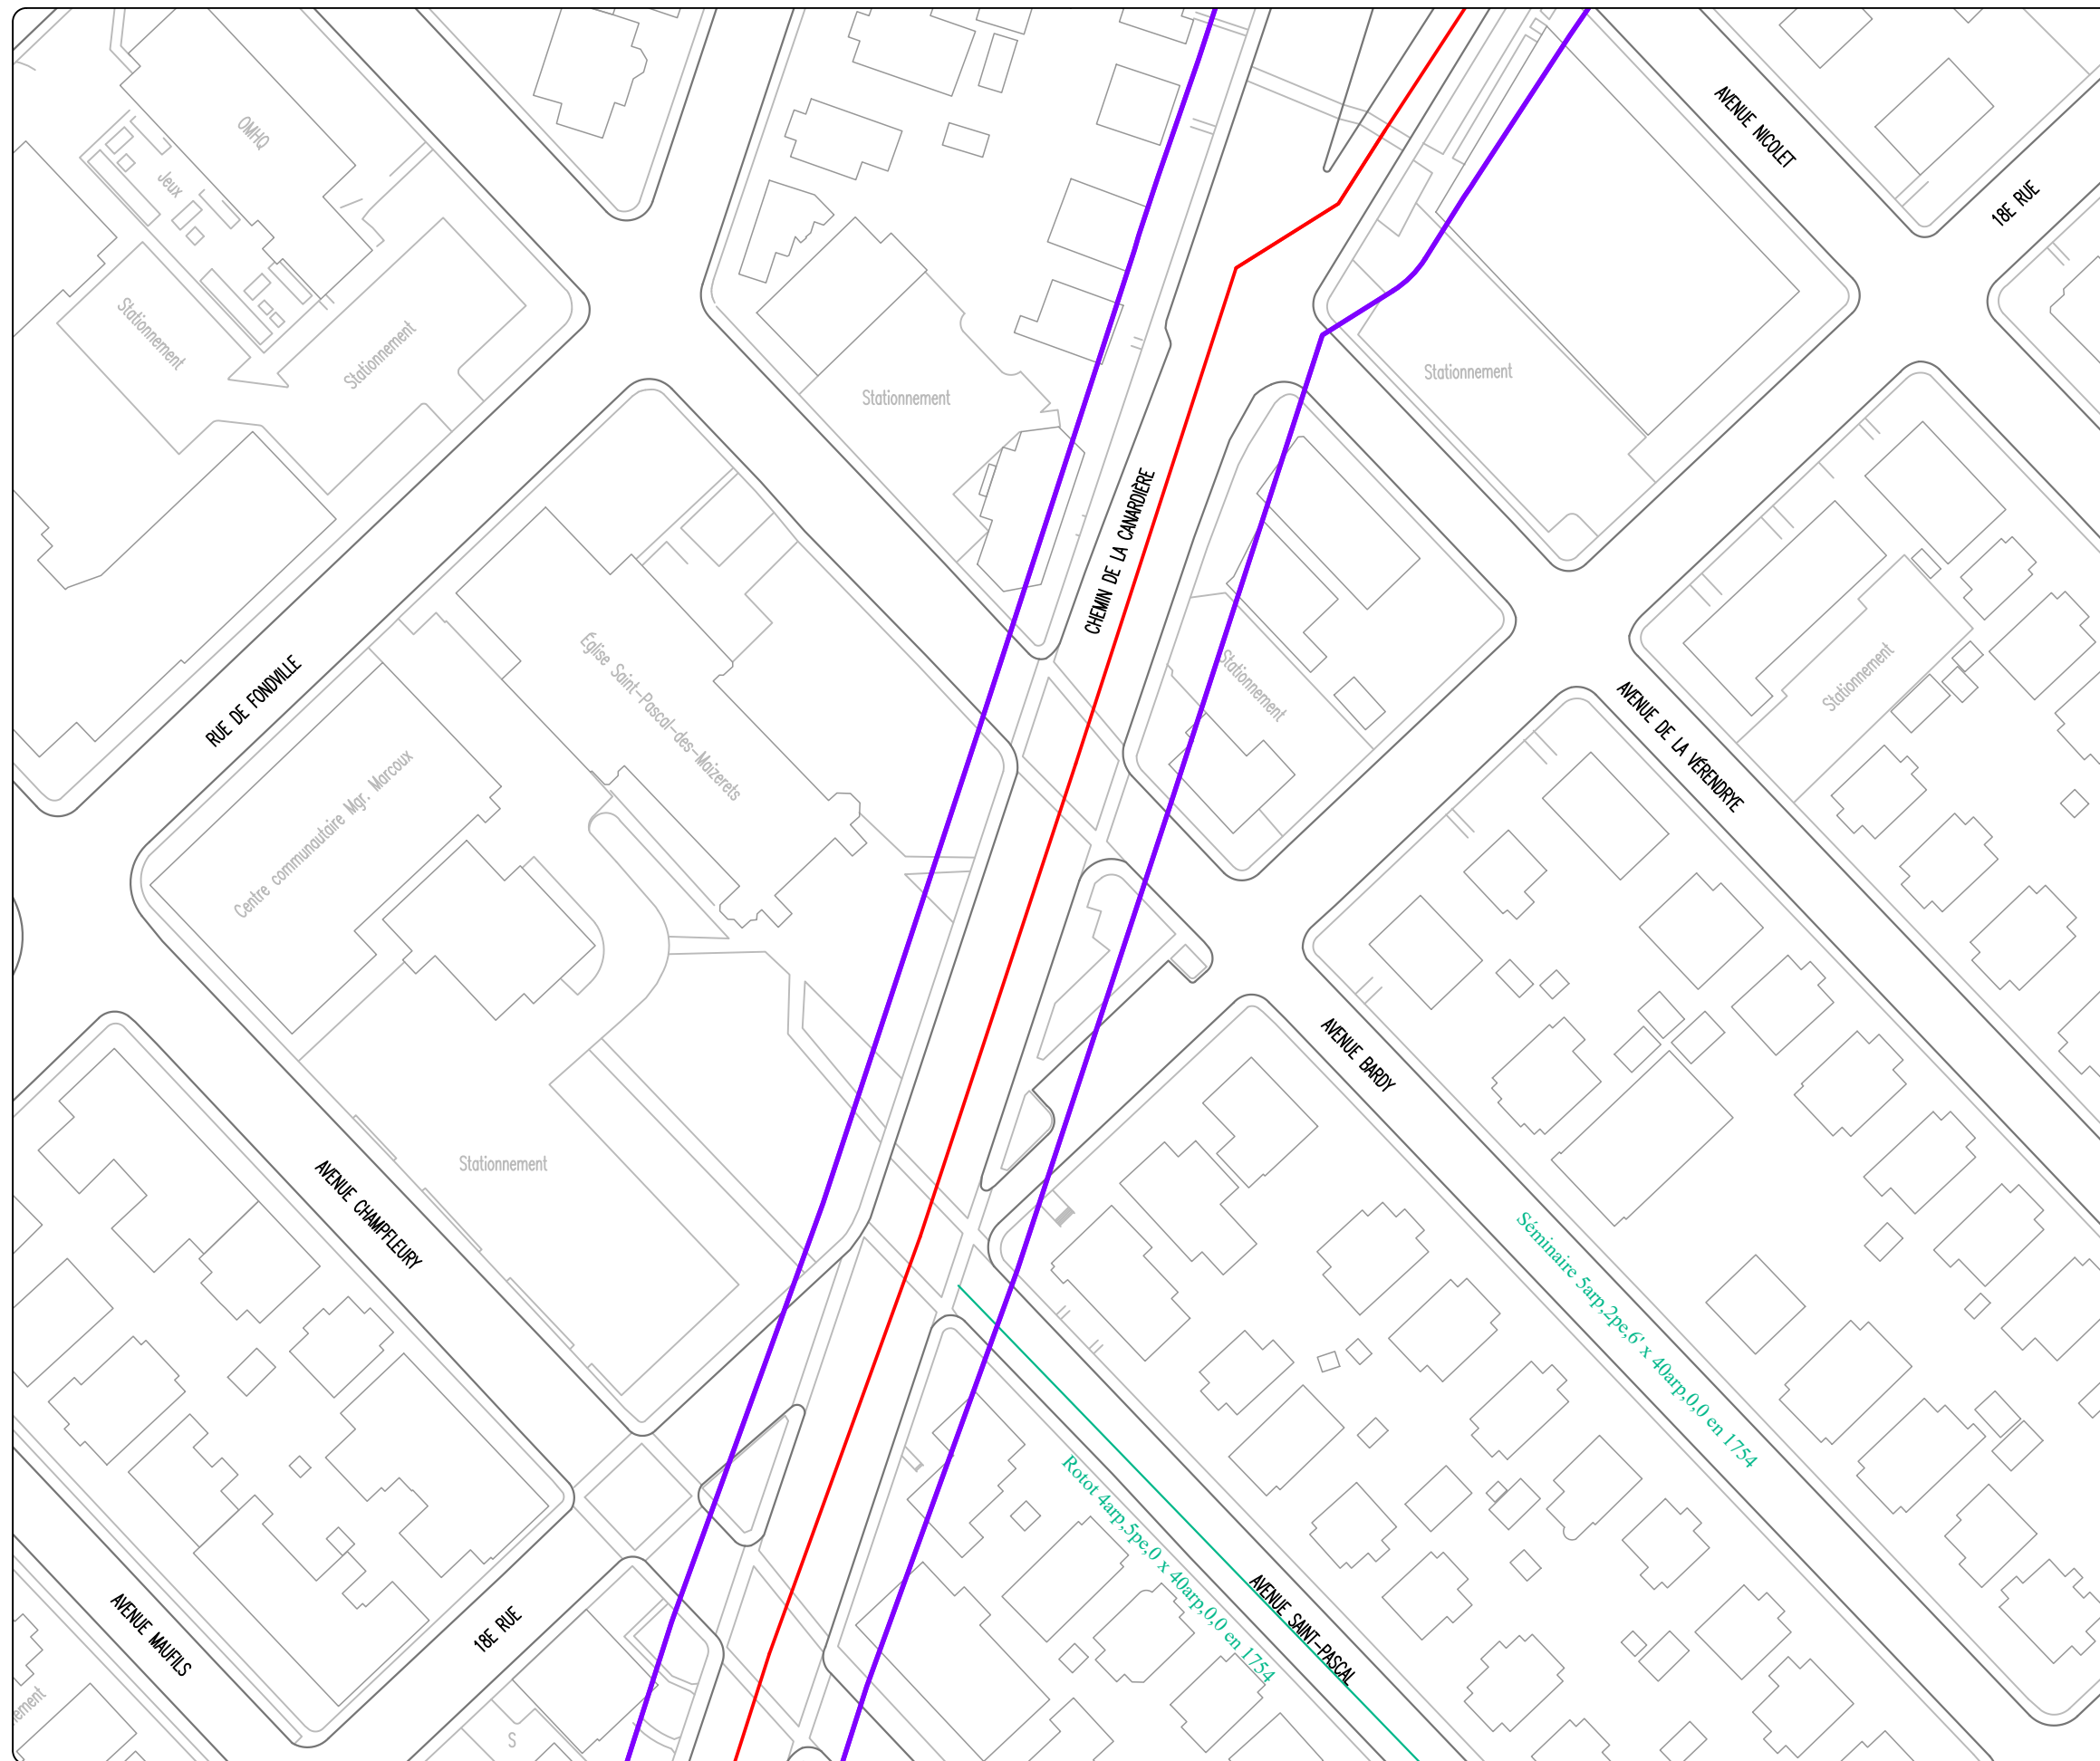 AVENUE NICOLET
OMHQ
Jeux
18E RUE
Stationnement
Stationnement
Stationnement
Stationnement
CHEMIN DE LA CANARDIÈRE
RUE DE FONDVILLE
Église Saint-Pascal-des-Maizerets
Stationnement
Stationnement
AVENUE DE LA VÉRENDRYE
Centre communautaire Mgr. Marcoux
AVENUE BARDY
Stationnement
AVENUE CHAMPFLEURY
Séminaire 5arp,2pe,6' x 40arp,0,0 en 1754
Rotot 4arp,5pe,0 x 40arp,0,0 en 1754
AVENUE SAINT-PASCAL
AVENUE MAUFILS
18E RUE
ement
S